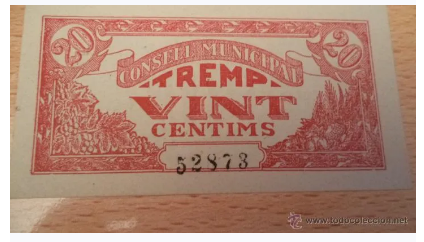 20 20
CONSELL MUNICIPAL
TREMP
VINT
CENTIMS
52873
www.todocoleccion.net